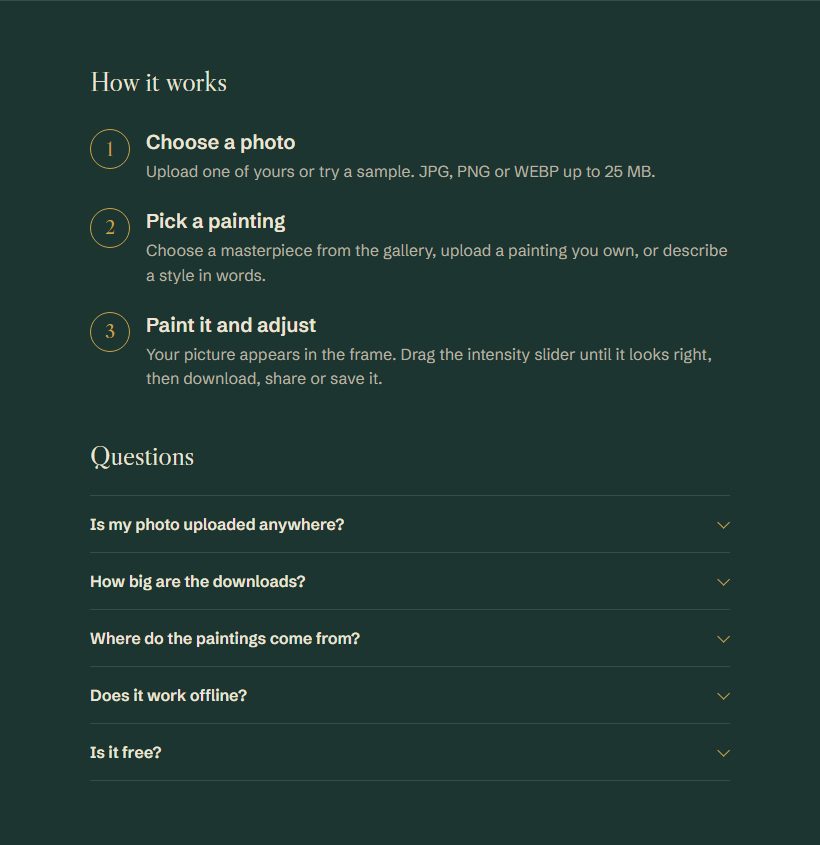 How it works
1
Choose a photo
Upload one of yours or try a sample. JPG, PNG or WEBP up to 25 MB.
2
Pick a painting
Choose a masterpiece from the gallery, upload a painting you own, or describe
a style in words.
3
Paint it and adjust
Your picture appears in the frame. Drag the intensity slider until it looks right,
then download, share or save it.
Questions
Is my photo uploaded anywhere?
How big are the downloads?
Where do the paintings come from?
Does it work offline?
Is it free?